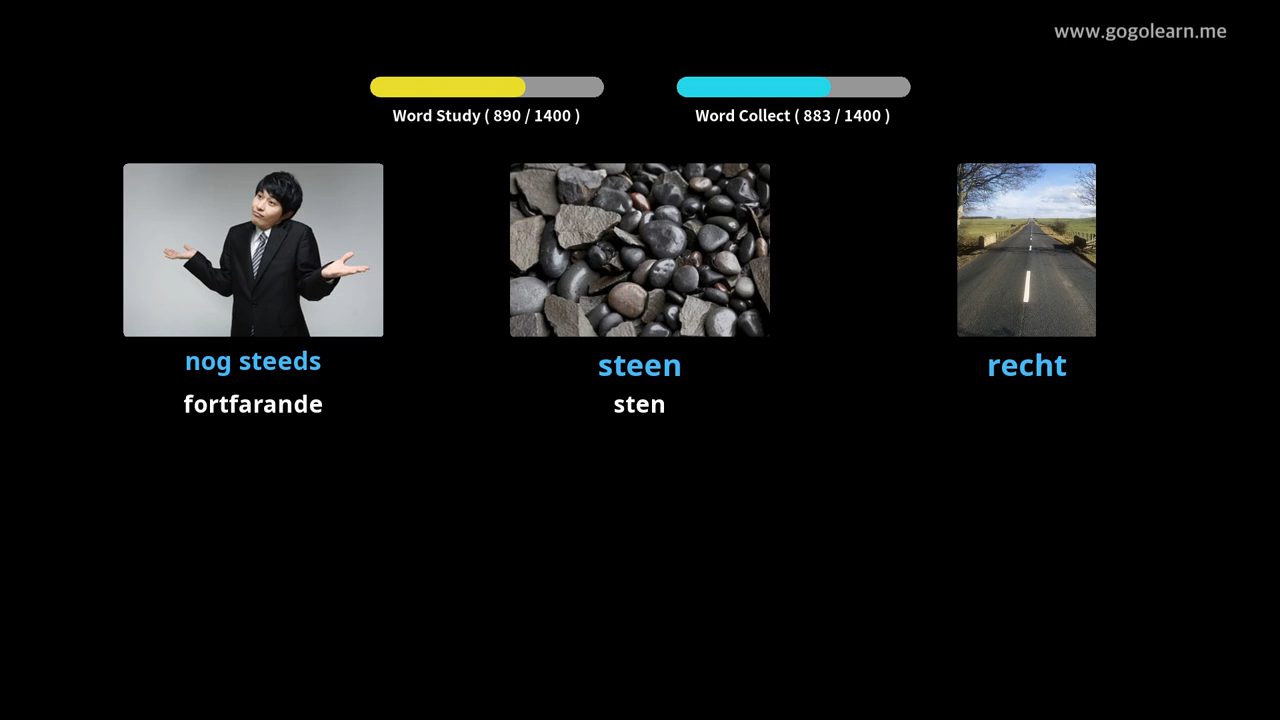 www.gogolearn.me
Word Study ( 890 / 1400 )
Word Collect ( 883 / 1400 )
nog steeds
fortfarande
steen
sten
recht